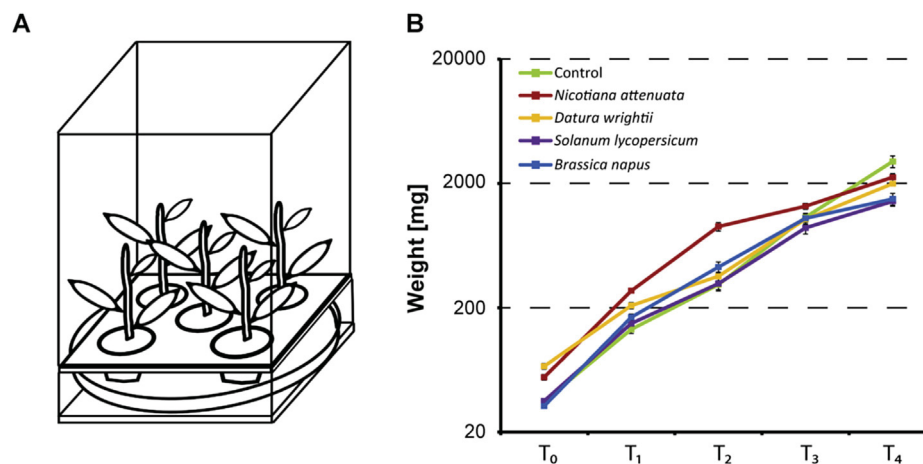 A
B
20000
Control
Nicotiana attenuata
Datura wrightii
Solanum lycopersicum
Brassica napus
2000
Weight [mg]
200
20
T₀ T₁ T₂ T₃ T₄